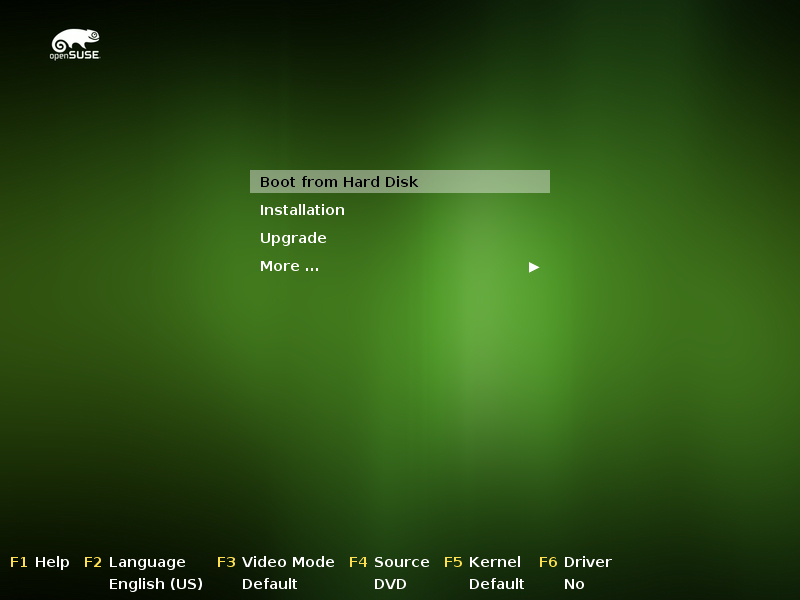 openSUSE
Boot from Hard Disk
Installation
Upgrade
More ...
F1 Help F2 Language F3 Video Mode F4 Source F5 Kernel F6 Driver
English (US) Default DVD Default No